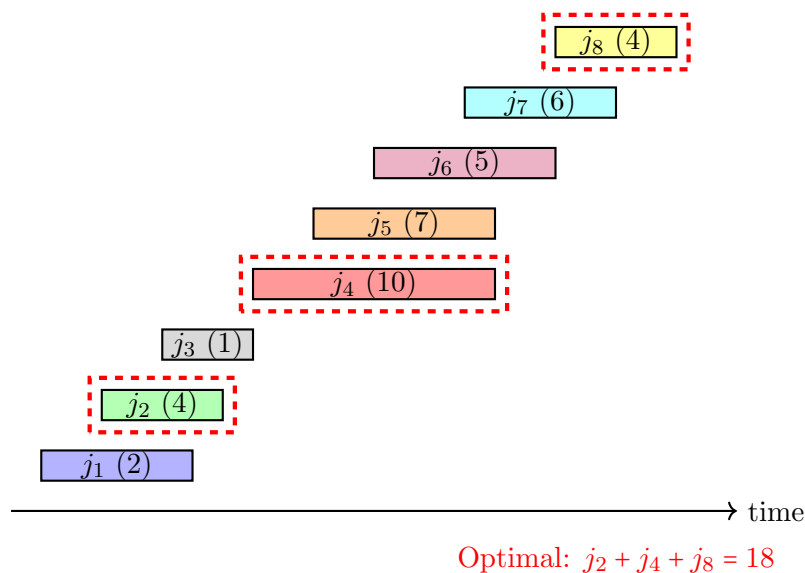 j₈ (4)
j₇ (6)
j₆ (5)
j₅ (7)
j₄ (10)
j₃ (1)
j₂ (4)
j₁ (2)
time
Optimal: j₂ + j₄ + j₈ = 18